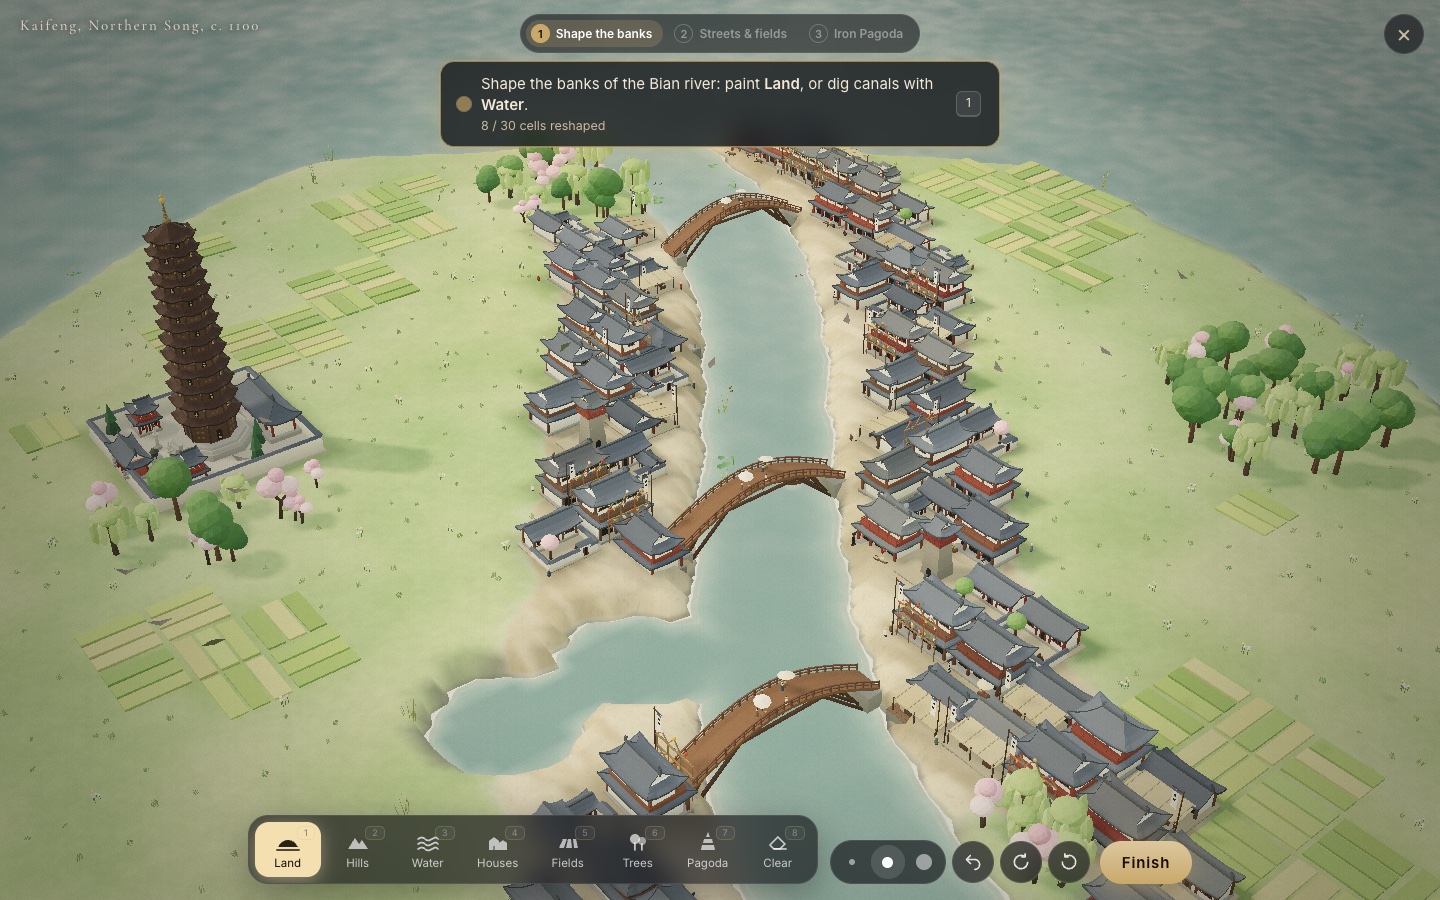 Kaifeng, Northern Song, c. 1100
1 Shape the banks 2 Streets & fields 3 Iron Pagoda
Shape the banks of the Bian river: paint Land, or dig canals with
Water.
8 / 30 cells reshaped
1
1 2 3 4 5 6 7 8
Land Hills Water Houses Fields Trees Pagoda Clear
Finish